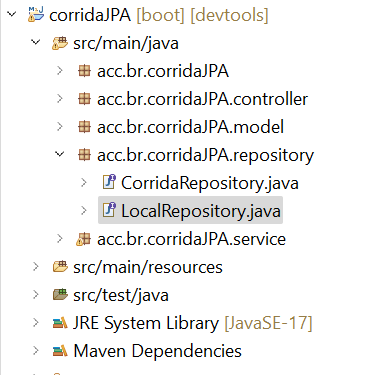 corridaJPA [boot] [devtools]
src/main/java
acc.br.corridaJPA
acc.br.corridaJPA.controller
acc.br.corridaJPA.model
acc.br.corridaJPA.repository
CorridaRepository.java
LocalRepository.java
acc.br.corridaJPA.service
src/main/resources
src/test/java
JRE System Library [JavaSE-17]
Maven Dependencies